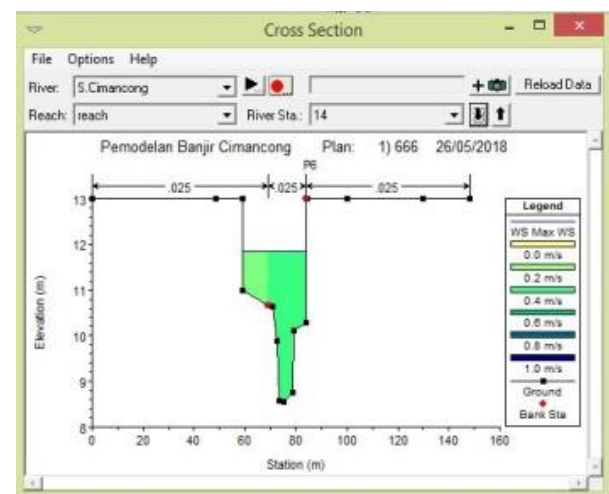 Cross Section
File Options Help
River: S.Cimancong Reload Data
Reach: reach River Sta.: 14
Pemodelan Banjir Cimancong Plan: 1) 666 26/05/2018
P6
.025 .025 .025
Legend
WS Max WS
0.0 m/s
0.2 m/s
0.4 m/s
0.6 m/s
0.8 m/s
1.0 m/s
Ground
Bank Sta
13
12
11
10
9
8
Elevation (m)
0 20 40 60 80 100 120 140 160
Station (m)